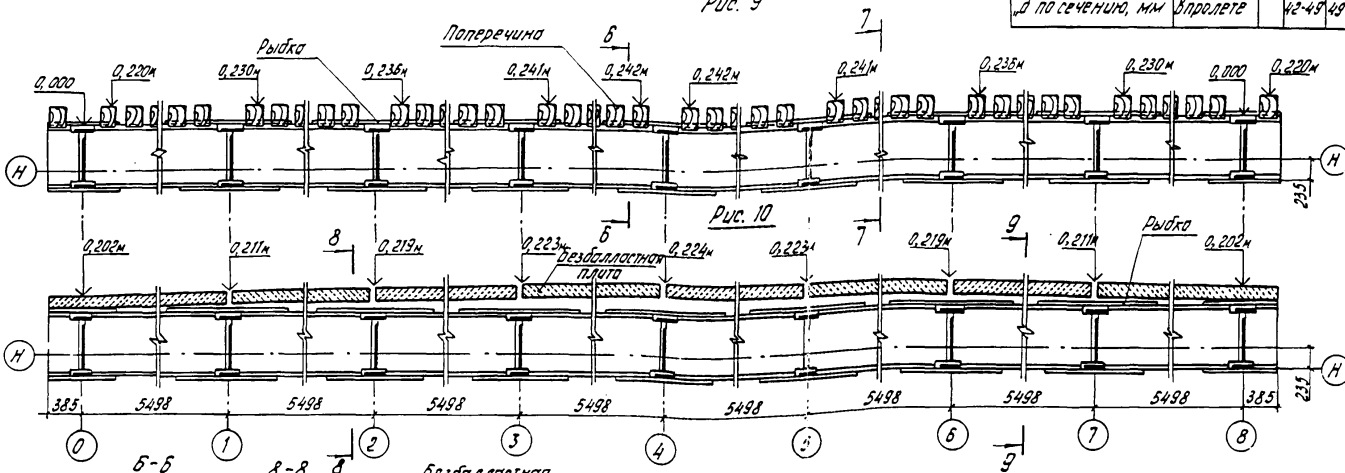 Рис. 9
„d по сечению, мм
в пролете
42-49
49
7
Поперечина
6
Рыбка
0,000
0,220м
0,230м
0,236м
0,241м
0,242м
0,242м
0,241м
0,236м
0,230м
0,000
0,220м
Н
Н
235
6
Рис. 10
7
0,202м
0,211м
8
0,219м
0,223м
Безбалластная
плита
0,224м
0,223м
0,219м
9
0,211м
Рыбка
0,202м
Н
Н
235
385
5498
5498
5498
5498
5498
5498
5498
5498
385
0
1
2
3
4
5
6
7
8
8
9
6-6
8-8
Безбалластная